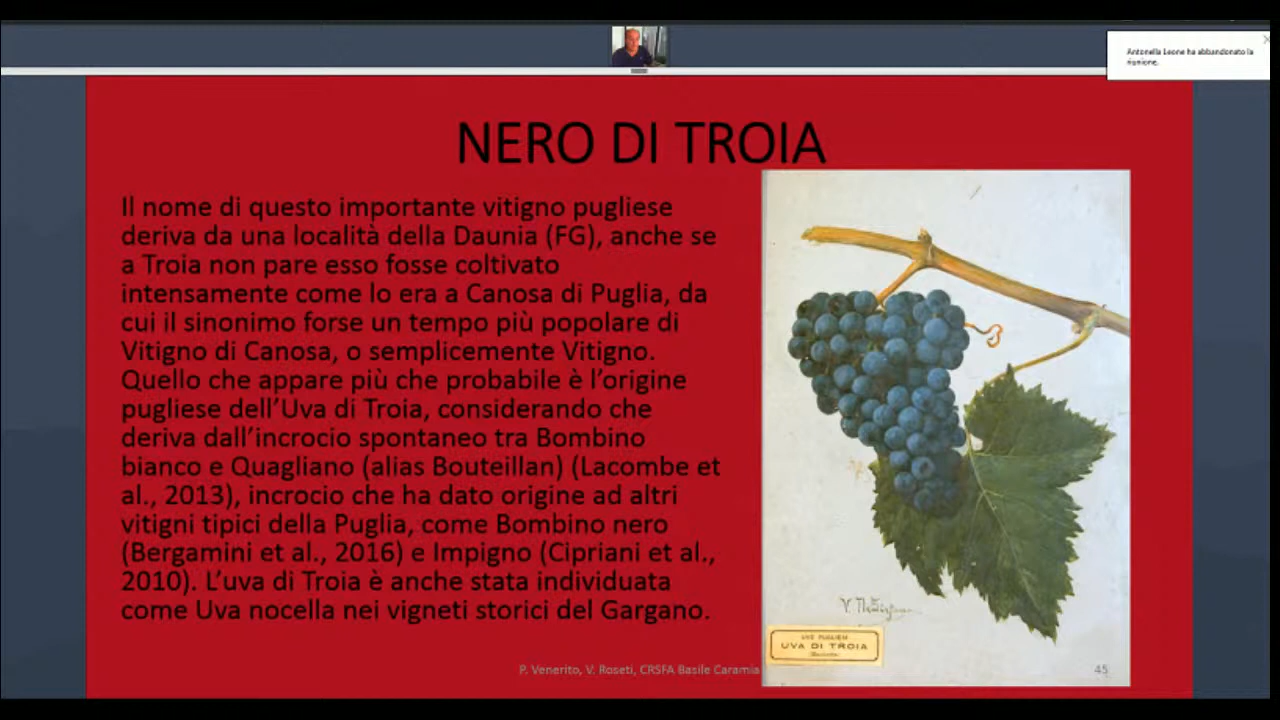 Antonella Leone ha abbandonato la
riunione.
NERO DI TROIA
Il nome di questo importante vitigno pugliese
deriva da una località della Daunia (FG), anche se
a Troia non pare esso fosse coltivato
intensamente come lo era a Canosa di Puglia, da
cui il sinonimo forse un tempo più popolare di
Vitigno di Canosa, o semplicemente Vitigno.
Quello che appare più che probabile è l’origine
pugliese dell’Uva di Troia, considerando che
deriva dall’incrocio spontaneo tra Bombino
bianco e Quagliano (alias Bouteillan) (Lacombe et
al., 2013), incrocio che ha dato origine ad altri
vitigni tipici della Puglia, come Bombino nero
(Bergamini et al., 2016) e Impigno (Cipriani et al.,
2010). L’uva di Troia è anche stata individuata
come Uva nocella nei vigneti storici del Gargano.
UVE PUGLIESI
UVA DI TROIA
P. Venerito, V. Roseti, CRSFA Basile Caramia
45